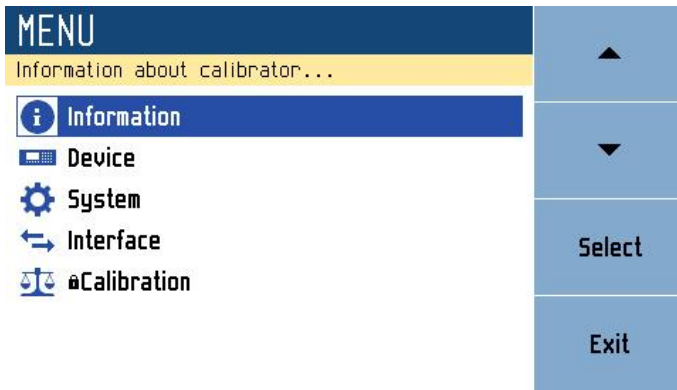 MENU
Information about calibrator...
Information
Device
System
Interface
Calibration
Select
Exit